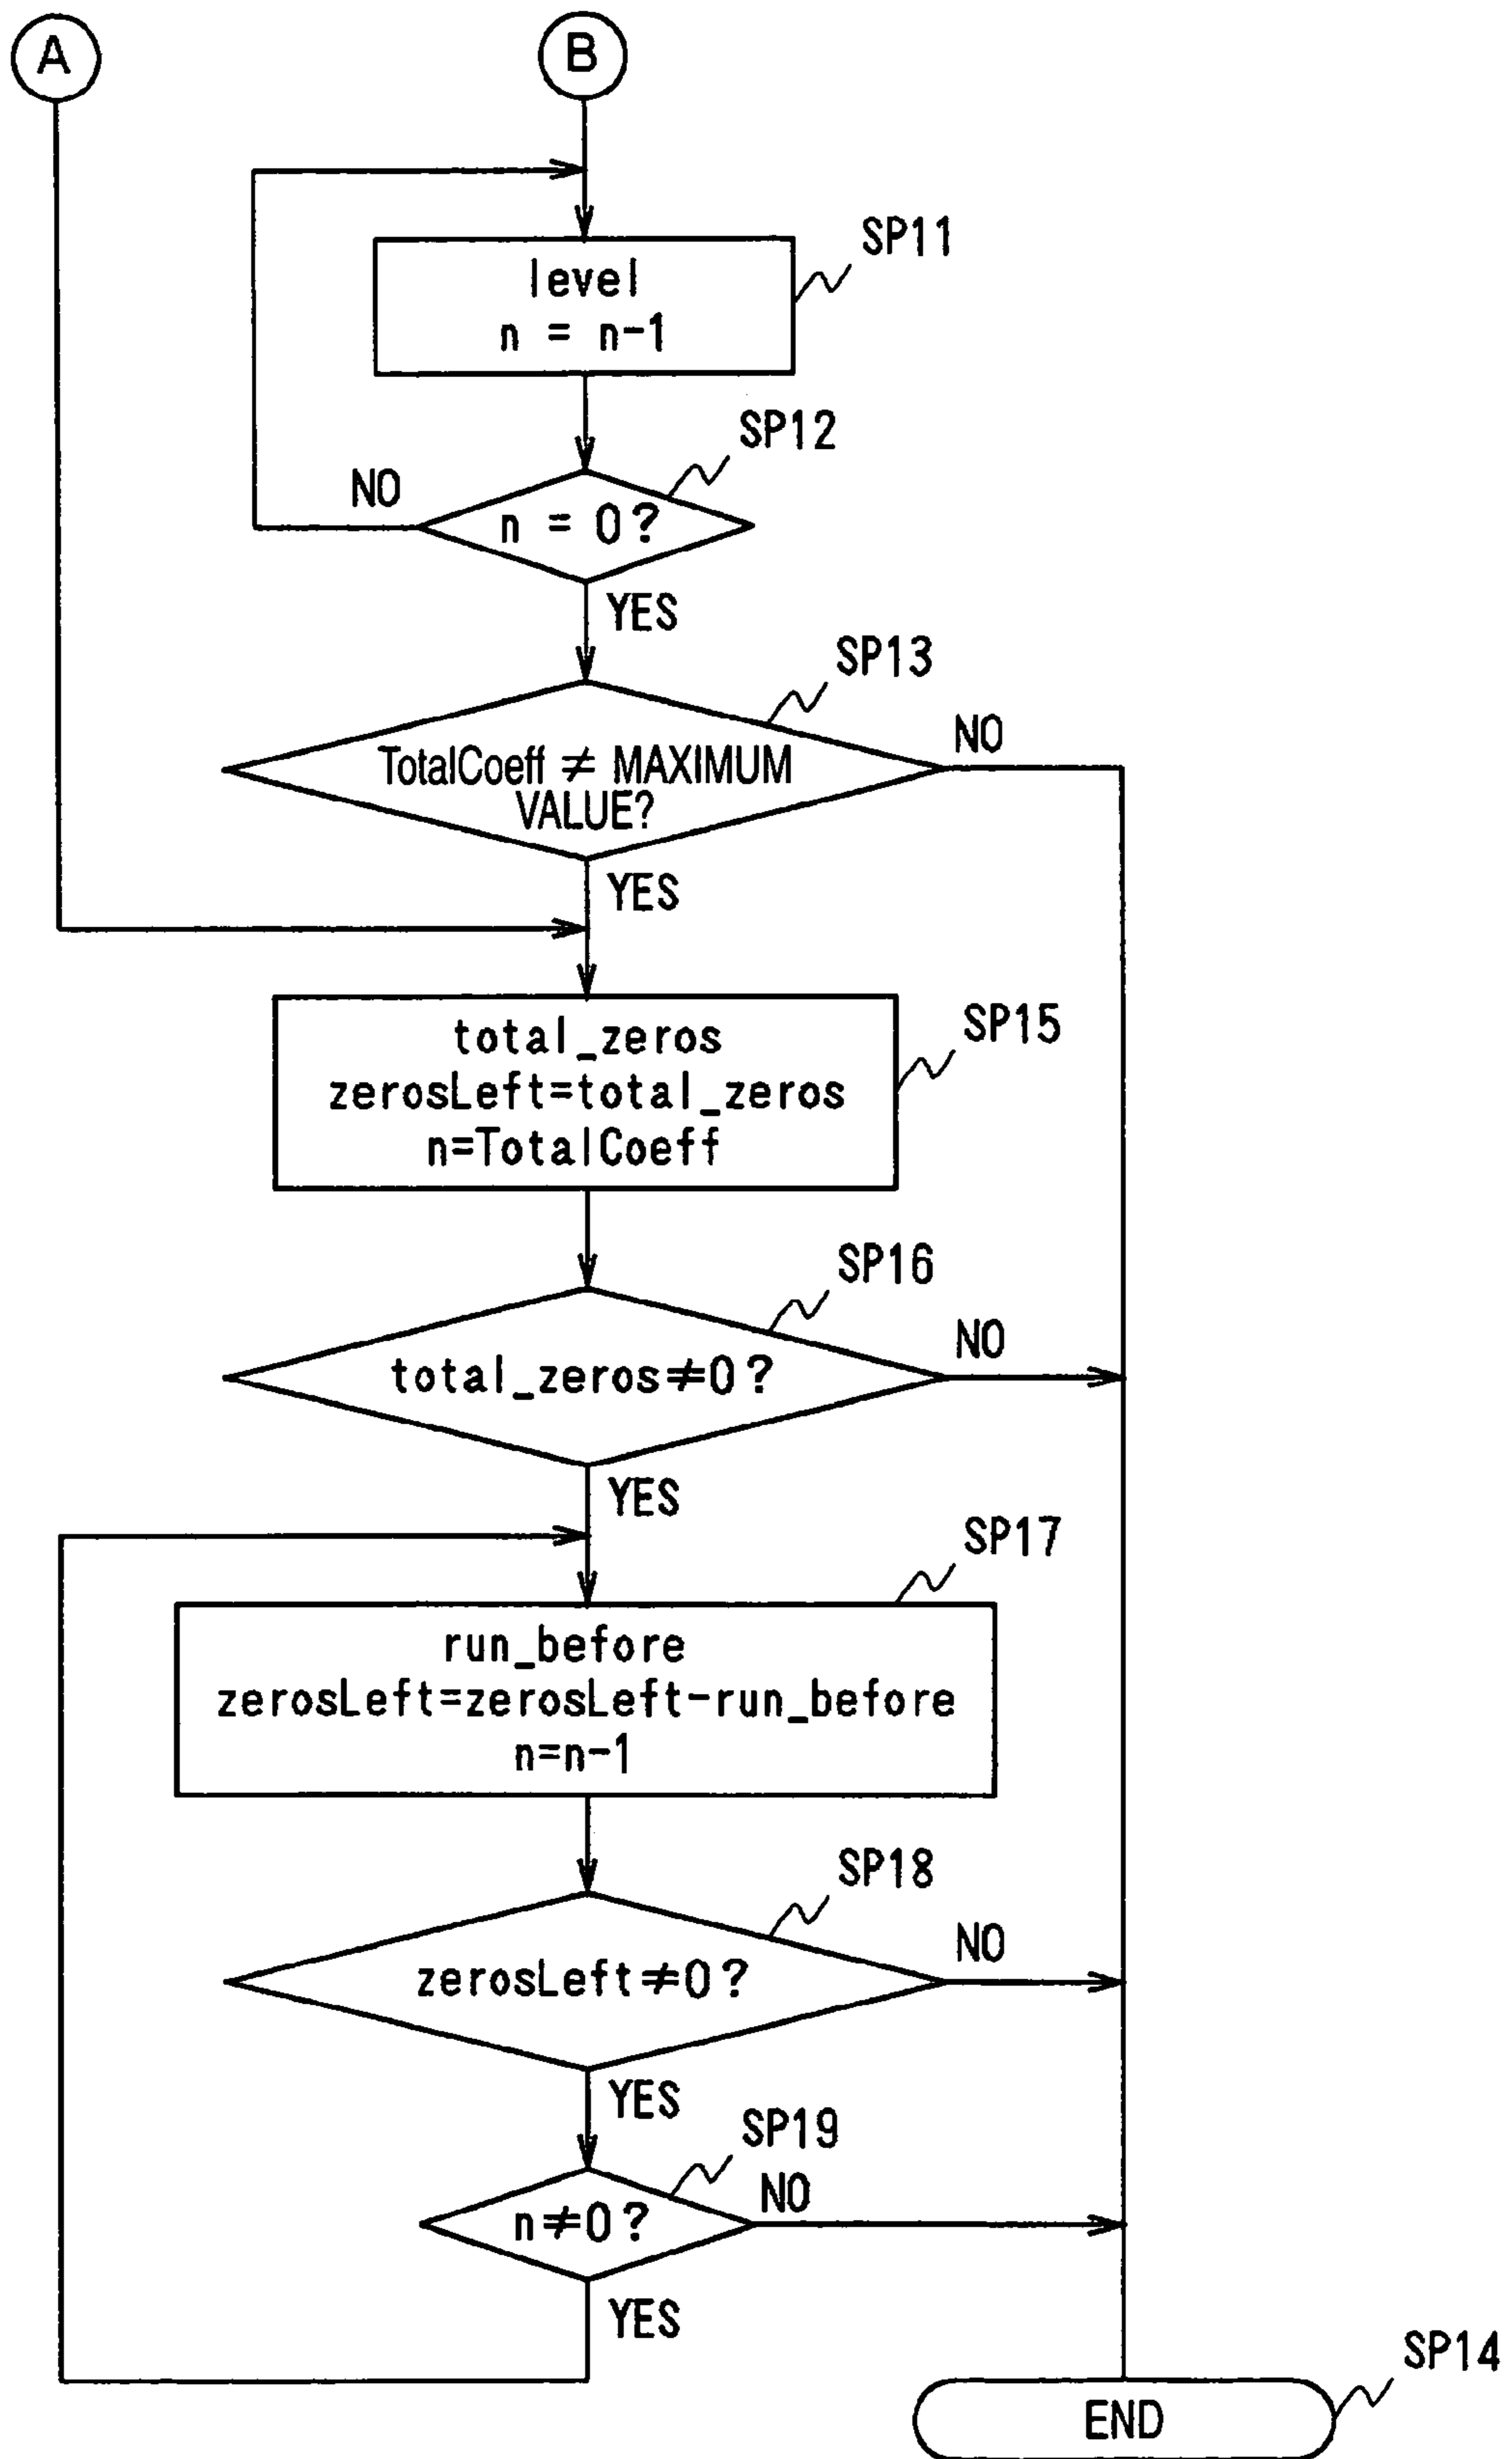 A
B
SP11
level
n = n-1
SP12
NO
n = 0?
YES
SP13
NO
TotalCoeff ≠ MAXIMUM
VALUE?
YES
SP15
total_zeros
zerosLeft=total_zeros
n=TotalCoeff
SP16
NO
total_zeros≠0?
YES
SP17
run_before
zerosLeft=zerosLeft-run_before
n=n-1
SP18
NO
zerosLeft≠0?
YES
SP19
NO
n≠0?
YES
SP14
END